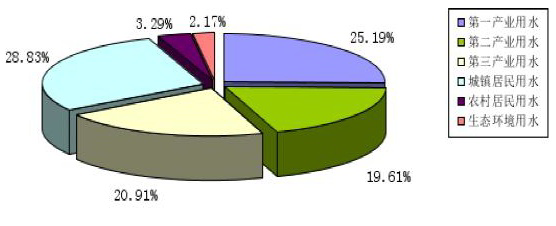 3.29%
2.17%
25.19%
28.83%
19.61%
20.91%
第一产业用水
第二产业用水
第三产业用水
城镇居民用水
农村居民用水
生态环境用水